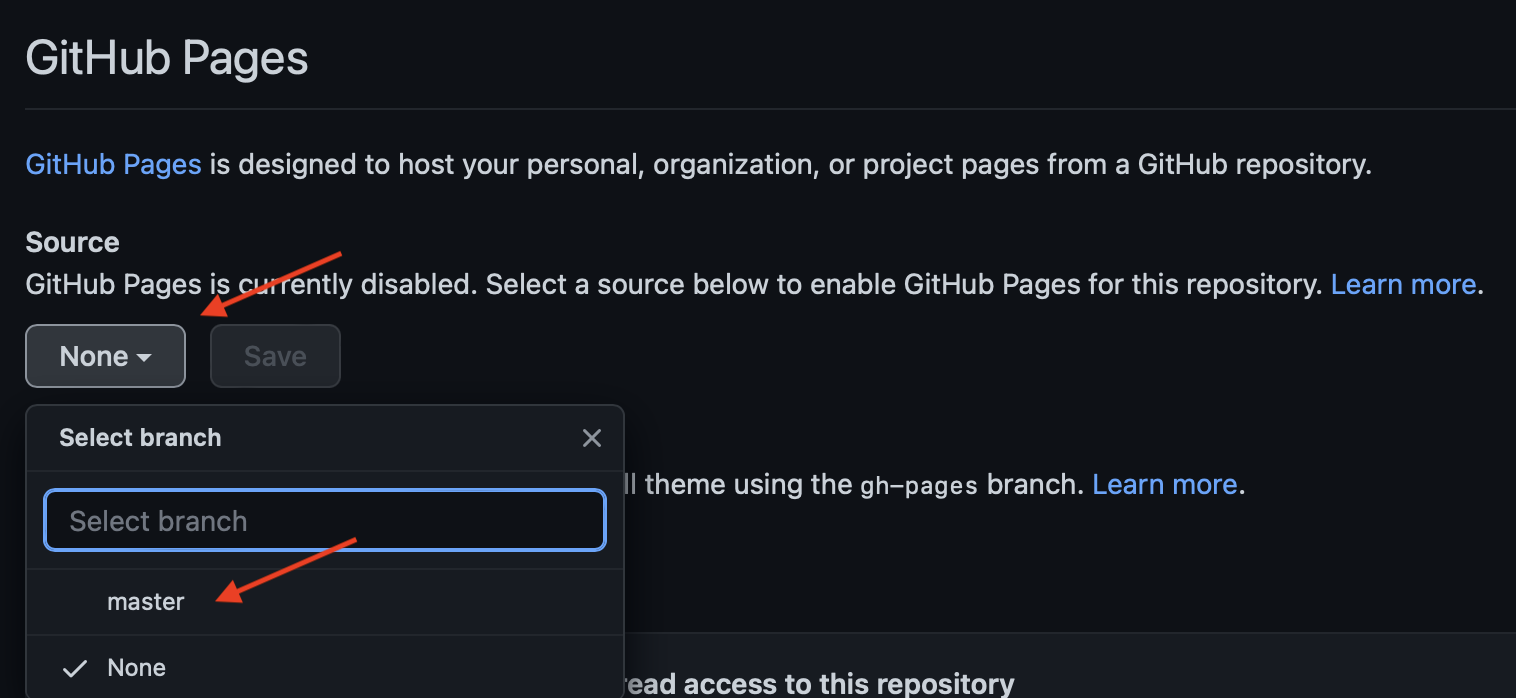 GitHub Pages
GitHub Pages is designed to host your personal, organization, or project pages from a GitHub repository.
Source
GitHub Pages is currently disabled. Select a source below to enable GitHub Pages for this repository. Learn more.
None
Save
Select branch
ll theme using the gh-pages branch. Learn more.
Select branch
master
None
read access to this repository